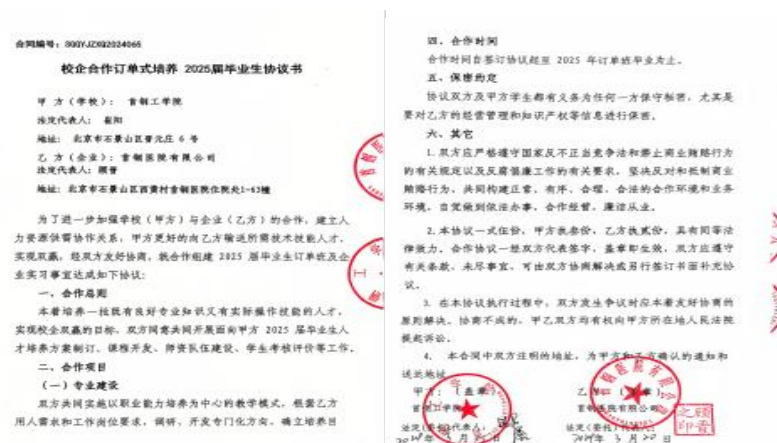 合同编号：SGGYJZXQ2024065
校企合作订单式培养 2025届毕业生协议书
甲 方（学校）： 首钢工学院
法定代表人： 崔阳
地址： 北京市石景山区晋元庄 6 号
乙 方（企业）：首钢医院有限公司
法定代表人：顾晋
地址：北京市石景山区西黄村首钢医院住院处1-63幢
为了进一步加强学校（甲方）与企业（乙方）的合作，建立人
力资源供需协作关系，甲方更好的向乙方输送所需技术技能人才，
实现双赢，经双方友好协商，就合作组建 2025 届毕业生订单班及企
业实习事宜达成如下协议：
一、合作总则
本着培养一批既有良好专业知识又有实际操作技能的人才，
实现校企双赢的目标，双方同意共同开展面向甲方 2025 届毕业生人
才培养方案制订、课程开发、师资队伍建设、学生考核评价等工作。
二、合作项目
（一）专业建设
双方共同实施以职业能力培养为中心的教学模式，根据乙方
用人需求和工作岗位要求，调研、开发专门化方向，确立培养目
四、合作时间
合作时间自签订协议起至 2025 年订单班毕业为止。
五、保密约定
协议双方及甲方学生都有义务为任何一方保守秘密，尤其是
要对乙方的经营管理和知识产权等信息进行保密。
六、其它
1.双方应严格遵守国家反不正当竞争法和禁止商业贿赂行为
的有关规定以及反腐倡廉工作的有关要求，坚决反对和抵制商业
贿赂行为，共同构建正常、有序、合理、合法的合作环境和业务
环境，自觉做到依法办事，合作经营，廉洁从业。
2.本协议一式伍份，甲方执叁份，乙方执贰份，具有同等法
律效力。合作协议一经双方代表签字，盖章即生效，双方应遵守
有关条款，未尽事宜，可由双方协商解决或另行签订书面补充协
议。
3.在本协议执行过程中，双方发生争议时应本着友好协商的
原则解决。协商不成的，甲乙双方均有权向甲方所在地人民法院
提起诉讼。
4. 本合同中双方注明的地址，为甲方和乙方确认的通知和
送达地址
甲方：（盖章） 乙方：（盖章）
首钢工学院 首钢医院有限公司
法定（委托）代表人： 法定（委托）代表人：
顾晋之印